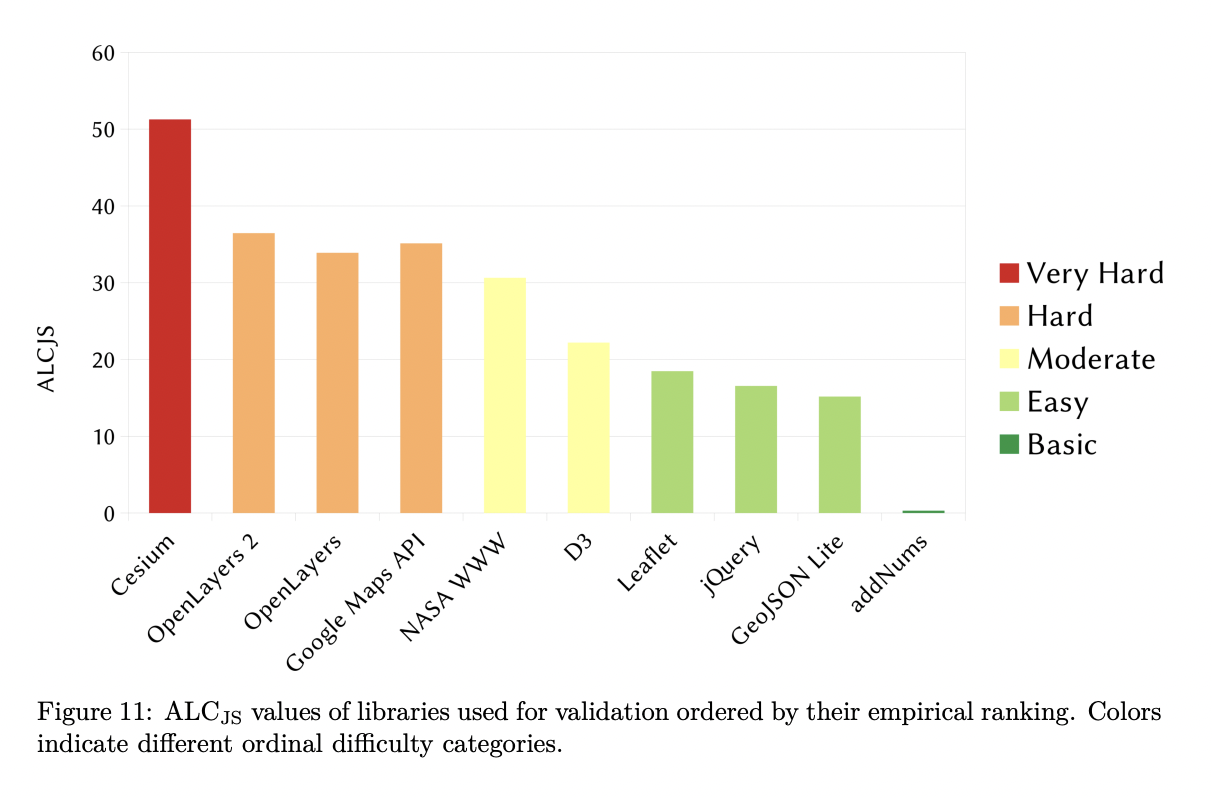 60
50
40
30
20
10
0
ALCJS
Cesium
OpenLayers 2
OpenLayers
Google Maps API
NASA WWW
D3
Leaflet
jQuery
GeoJSON Lite
addNums
Very Hard
Hard
Moderate
Easy
Basic
Figure 11: ALCJS values of libraries used for validation ordered by their empirical ranking. Colors
indicate different ordinal difficulty categories.